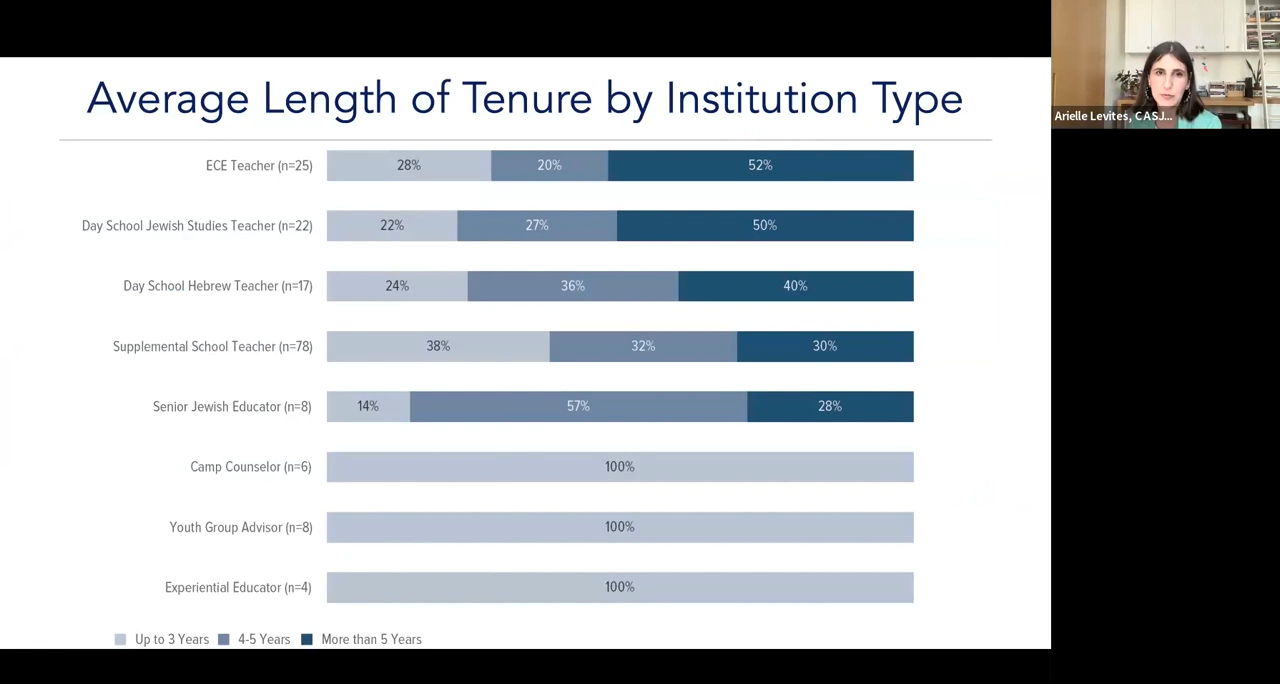 Average Length of Tenure by Institution Type
Arielle Levites, CASJ...
ECE Teacher (n=25) 28% 20% 52%
Day School Jewish Studies Teacher (n=22) 22% 27% 50%
Day School Hebrew Teacher (n=17) 24% 36% 40%
Supplemental School Teacher (n=78) 38% 32% 30%
Senior Jewish Educator (n=8) 14% 57% 28%
Camp Counselor (n=6) 100%
Youth Group Advisor (n=8) 100%
Experiential Educator (n=4) 100%
Up to 3 Years 4-5 Years More than 5 Years